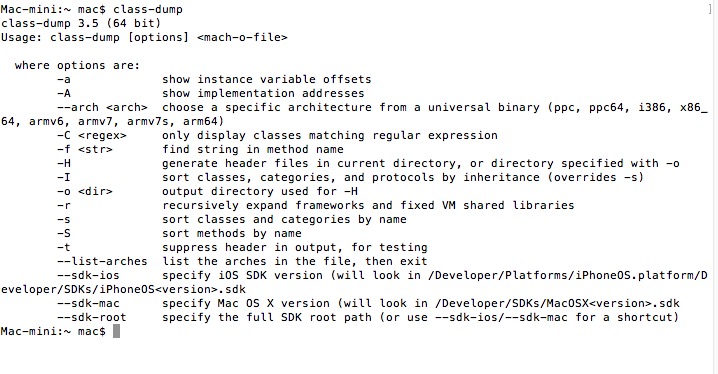 Mac-mini:~ mac$ class-dump
class-dump 3.5 (64 bit)
Usage: class-dump [options] <mach-o-file>

  where options are:
        -a             show instance variable offsets
        -A             show implementation addresses
        --arch <arch>  choose a specific architecture from a universal binary (ppc, ppc64, i386, x86_
64, armv6, armv7, armv7s, arm64)
        -C <regex>     only display classes matching regular expression
        -f <str>       find string in method name
        -H             generate header files in current directory, or directory specified with -o
        -I             sort classes, categories, and protocols by inheritance (overrides -s)
        -o <dir>       output directory used for -H
        -r             recursively expand frameworks and fixed VM shared libraries
        -s             sort classes and categories by name
        -S             sort methods by name
        -t             suppress header in output, for testing
        --list-arches  list the arches in the file, then exit
        --sdk-ios      specify iOS SDK version (will look in /Developer/Platforms/iPhoneOS.platform/D
eveloper/SDKs/iPhoneOS<version>.sdk
        --sdk-mac      specify Mac OS X version (will look in /Developer/SDKs/MacOSX<version>.sdk
        --sdk-root     specify the full SDK root path (or use --sdk-ios/--sdk-mac for a shortcut)
Mac-mini:~ mac$